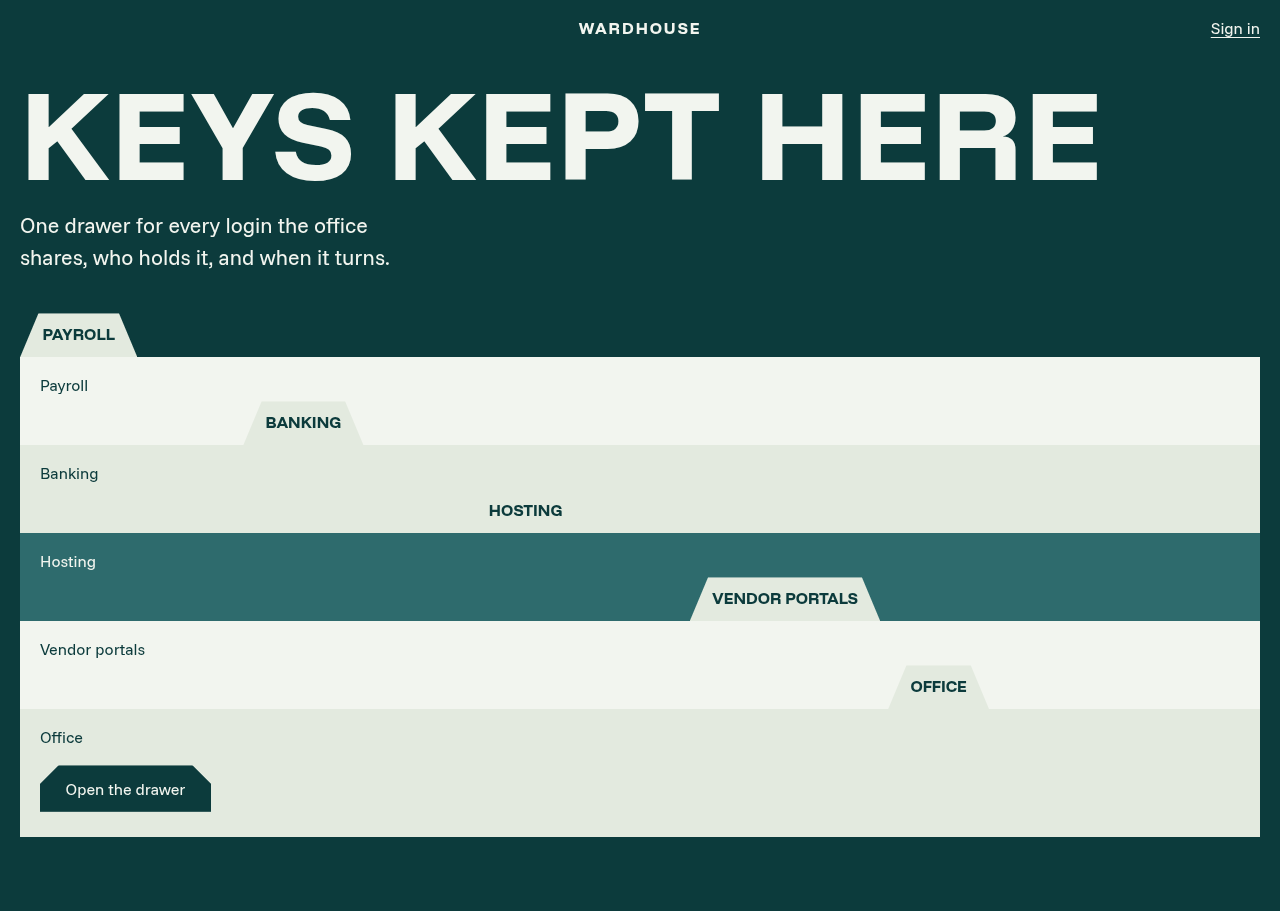 WARDHOUSE
Sign in
KEYS KEPT HERE
One drawer for every login the office
shares, who holds it, and when it turns.
PAYROLL
Payroll
BANKING
Banking
HOSTING
Hosting
VENDOR PORTALS
Vendor portals
OFFICE
Office
Open the drawer